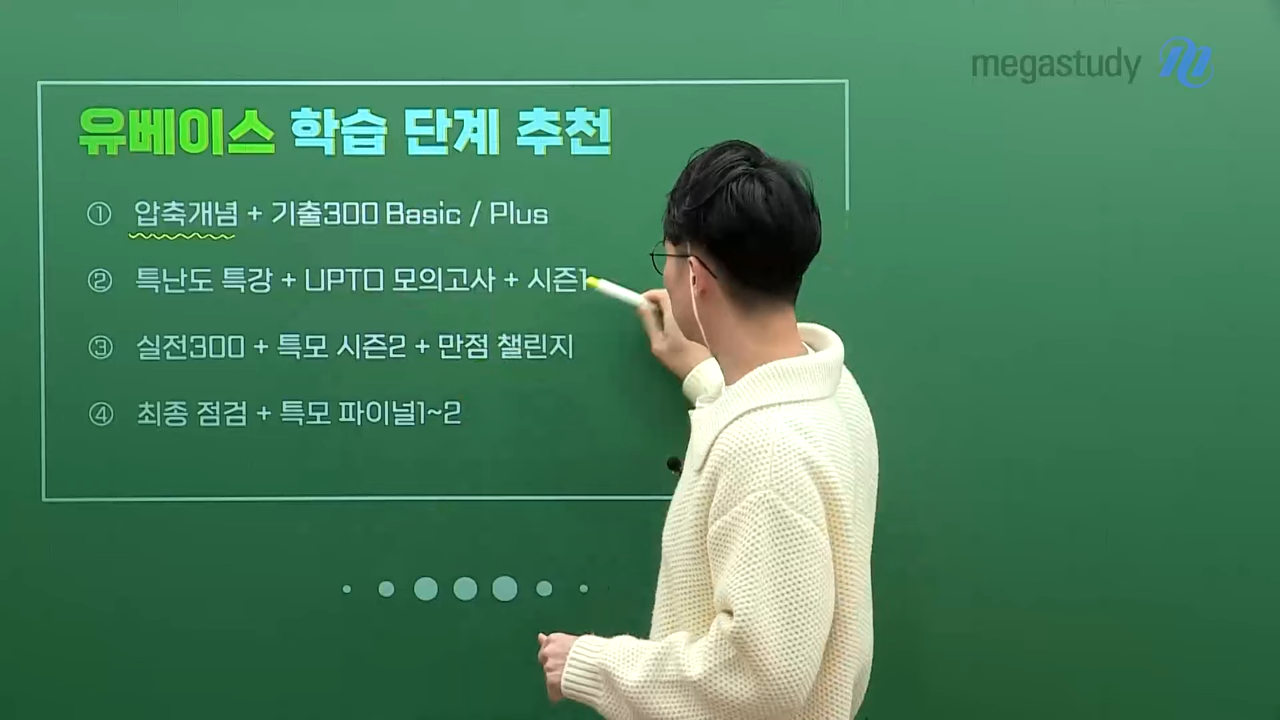 megastudy
유베이스 학습 단계 추천
① 압축개념 + 기출300 Basic / Plus
② 특난도 특강 + UPTO 모의고사 + 시즌1
③ 실전300 + 특모 시즌2 + 만점 챌린지
④ 최종 점검 + 특모 파이널1~2